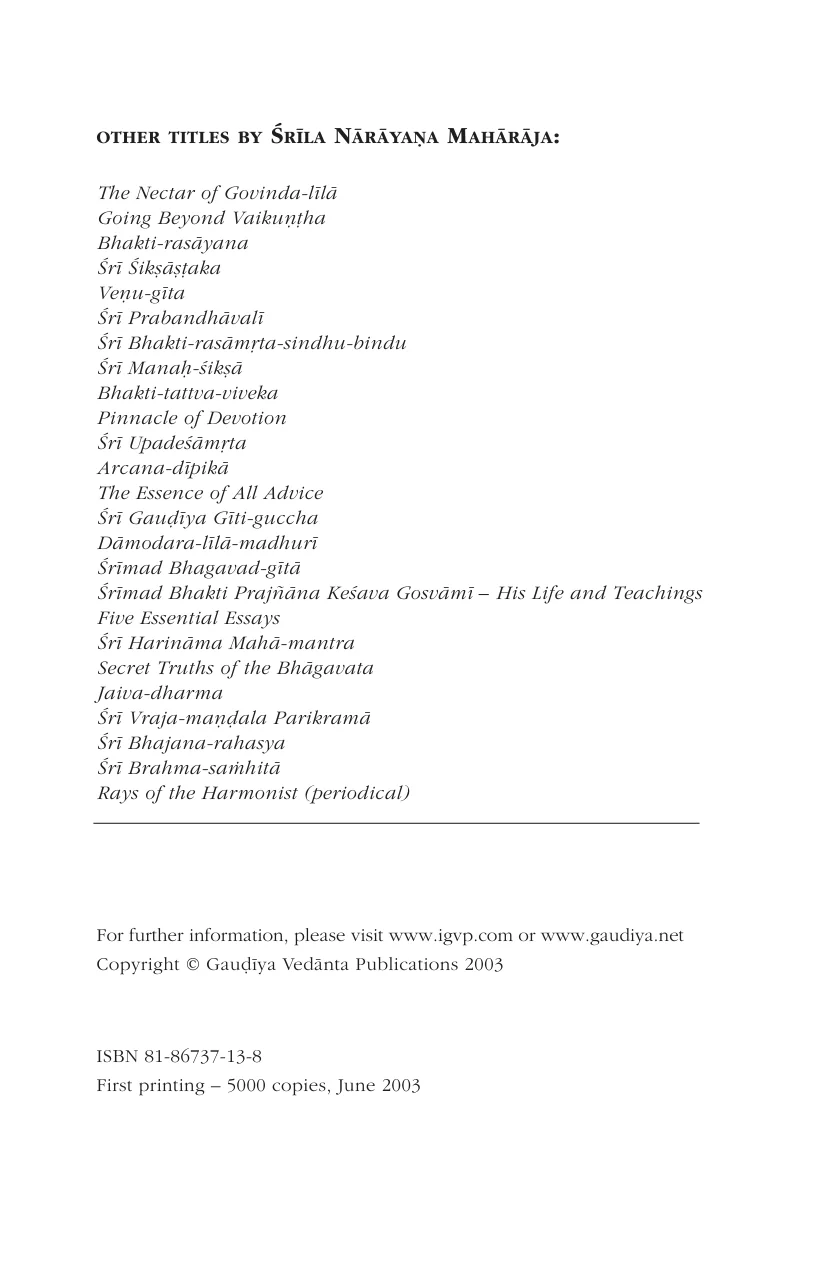 OTHER TITLES BY ŚRĪLA NĀRĀYAṆA MAHĀRĀJA:
The Nectar of Govinda-līlā
Going Beyond Vaikuṇṭha
Bhakti-rasāyana
Śrī Śikṣāṣṭaka
Veṇu-gīta
Śrī Prabandhāvalī
Śrī Bhakti-rasāmṛta-sindhu-bindu
Śrī Manaḥ-śikṣā
Bhakti-tattva-viveka
Pinnacle of Devotion
Śrī Upadeśāmṛta
Arcana-dīpikā
The Essence of All Advice
Śrī Gauḍīya Gīti-guccha
Dāmodara-līlā-madhurī
Śrīmad Bhagavad-gītā
Śrīmad Bhakti Prajñāna Keśava Gosvāmī – His Life and Teachings
Five Essential Essays
Śrī Harināma Mahā-mantra
Secret Truths of the Bhāgavata
Jaiva-dharma
Śrī Vraja-maṇḍala Parikramā
Śrī Bhajana-rahasya
Śrī Brahma-saṁhitā
Rays of the Harmonist (periodical)
For further information, please visit www.igvp.com or www.gaudiya.net
Copyright © Gauḍīya Vedānta Publications 2003
ISBN 81-86737-13-8
First printing – 5000 copies, June 2003